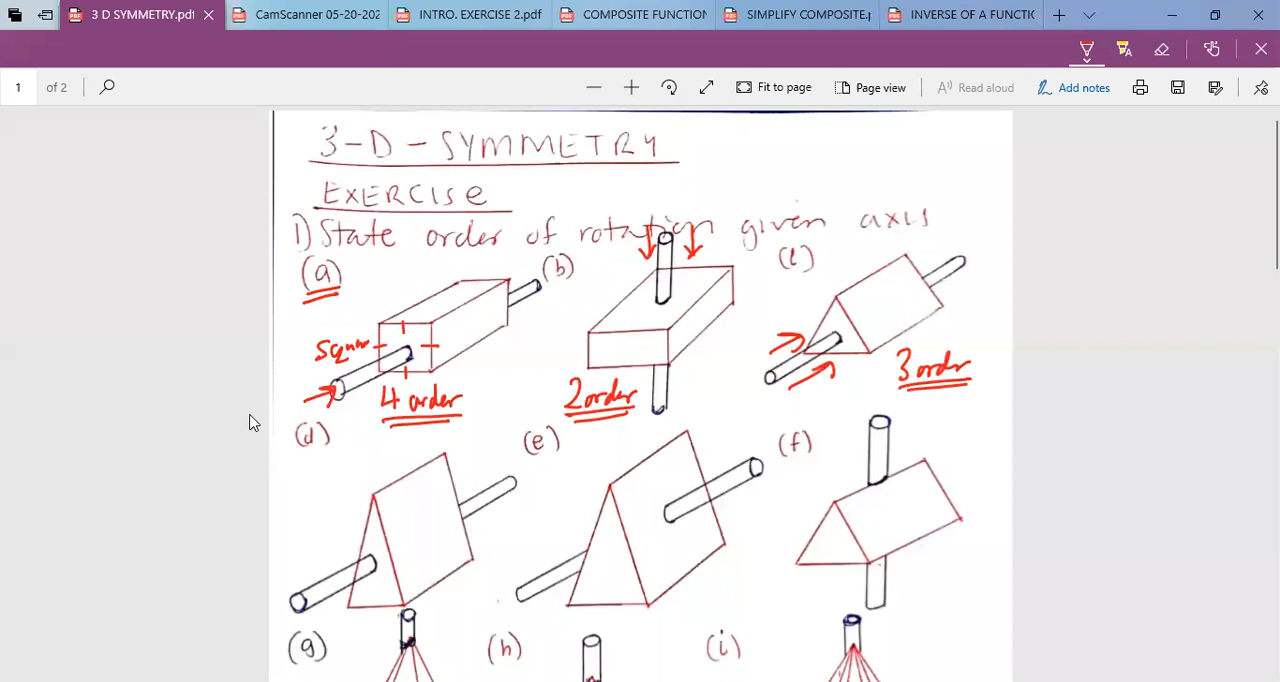 3 D SYMMETRY.pdf
CamScanner 05-20-202
INTRO. EXERCISE 2.pdf
COMPOSITE FUNCTION
SIMPLIFY COMPOSITE.p
INVERSE OF A FUNCTIC
1 of 2
Fit to page
Page view
Read aloud
Add notes
3-D-SYMMETRY
EXERCISe
1) State order of rotation given axis
(a)
(b)
(c)
Square
4 order
2 order
3 order
(d)
(e)
(f)
(g)
(h)
(i)